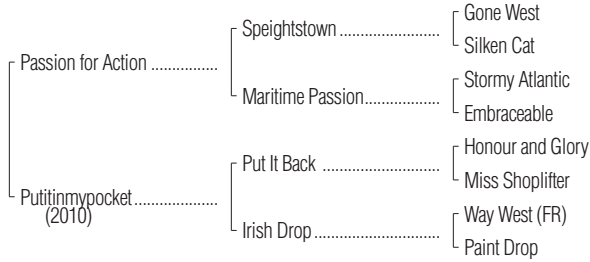 Gone West
Speightstown ..................
Silken Cat
Passion for Action ................
Stormy Atlantic
Maritime Passion..................
Embraceable
Honour and Glory
Put It Back ......................
Miss Shoplifter
Putitinmypocket....................
(2010)
Way West (FR)
Irish Drop ..........................
Paint Drop